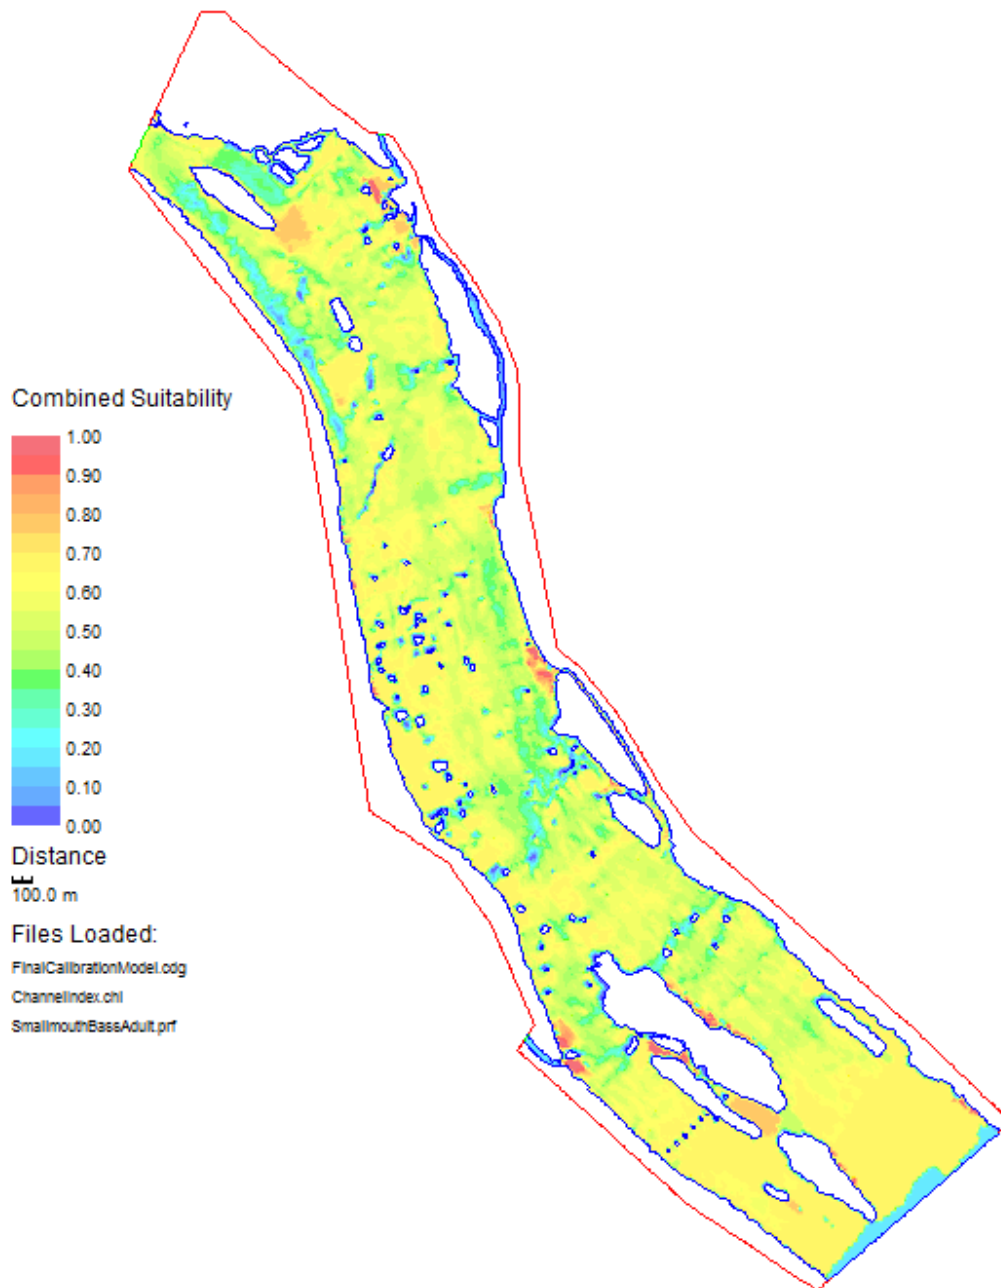 Combined Suitability
1.00
0.90
0.80
0.70
0.60
0.50
0.40
0.30
0.20
0.10
0.00
Distance
100.0 m
Files Loaded:
FinalCalibrationModel.cdg
ChannelIndex.chi
SmallmouthBassAdult.prf